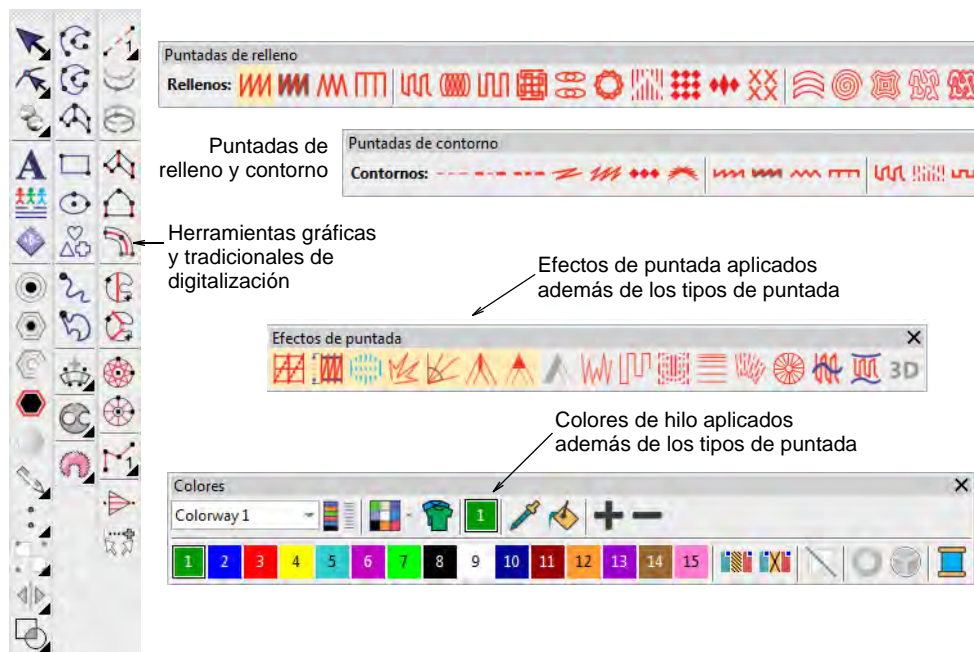 Puntadas de relleno
Rellenos:
Puntadas de
relleno y contorno
Puntadas de contorno
Contornos:
A
1
Herramientas gráficas
y tradicionales de
digitalización
Efectos de puntada aplicados
además de los tipos de puntada
Efectos de puntada
3D
Colores de hilo aplicados
además de los tipos de puntada
Colores
Colorway 1
1
1 2 3 4 5 6 7 8 9 10 11 12 13 14 15
1